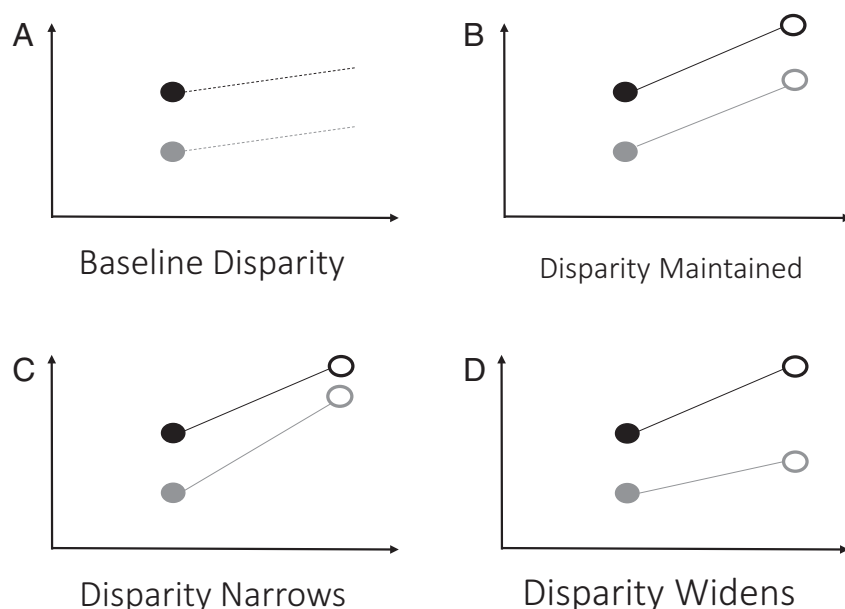 A
Baseline Disparity
B
Disparity Maintained
C
Disparity Narrows
D
Disparity Widens